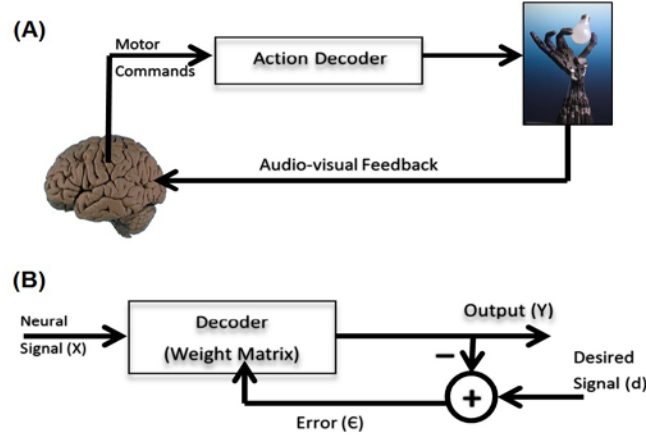 (A)
Motor
Commands
Action Decoder
Audio-visual Feedback
(B)
Neural
Signal (X)
Decoder
(Weight Matrix)
Output (Y)
−
+
Desired
Signal (d)
Error (Є)